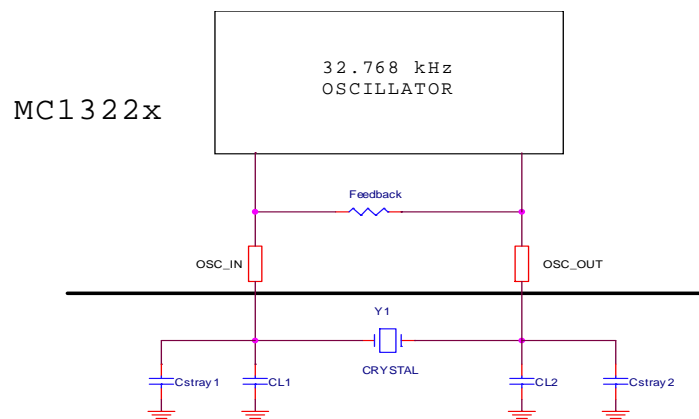 32.768 kHz
OSCILLATOR
MC1322x
Feedback
OSC_IN
OSC_OUT
Y1
CRYSTAL
Cstray1
CL1
CL2
Cstray2